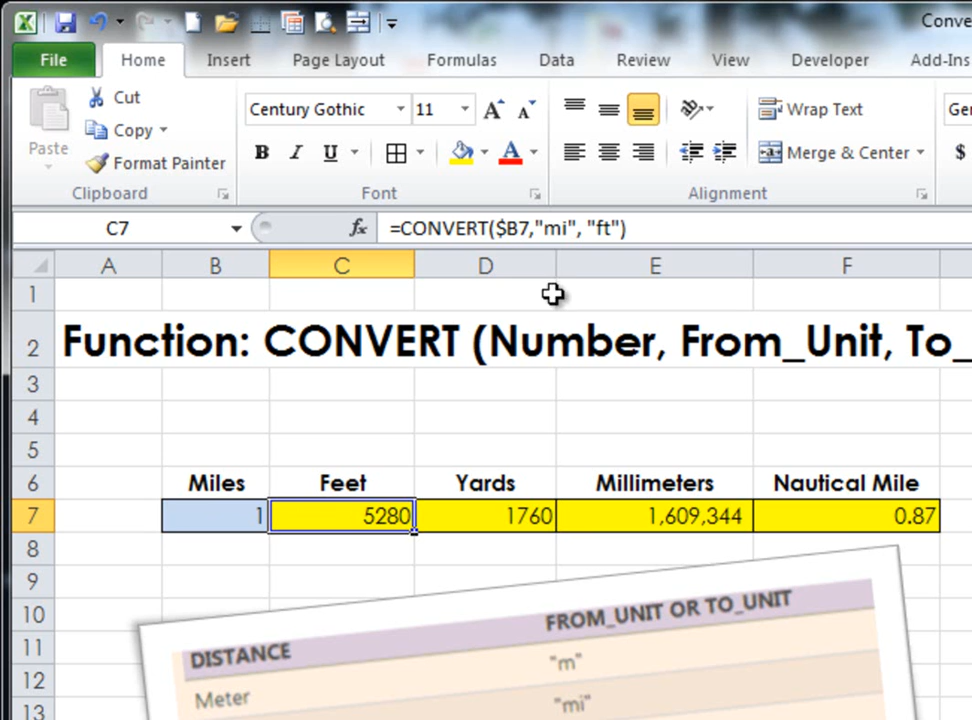 Conve
File Home Insert Page Layout Formulas Data Review View Developer Add-Ins
Paste
Cut
Copy
Format Painter
Clipboard
Century Gothic 11 A A
B I U A
Font
Wrap Text
Merge & Center
Alignment
Ger
$
C7 fx =CONVERT($B7,"mi", "ft")
A B C D E F
1
2 Function: CONVERT (Number, From_Unit, To_
3
4
5
6 Miles Feet Yards Millimeters Nautical Mile
7 1 5280 1760 1,609,344 0.87
8
9
10
11
12
13
DISTANCE FROM_UNIT OR TO_UNIT
Meter "m"
"mi"